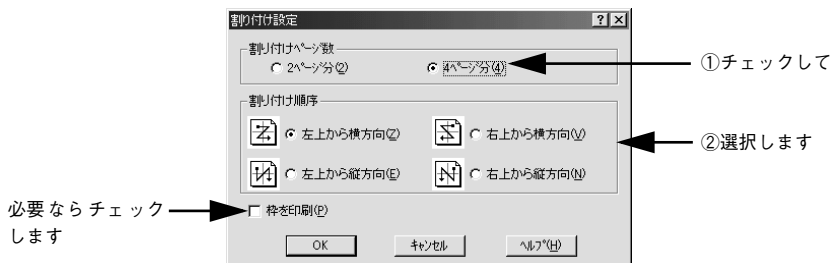 割り付け設定
割り付けページ数
2ページ分(2) 4ページ分(4)
①チェックして
割り付け順序
左上から横方向(Z) 右上から横方向(V)
②選択します
左上から縦方向(E) 右上から縦方向(N)
必要ならチェック
します
枠を印刷(P)
OK キャンセル ヘルプ(H)